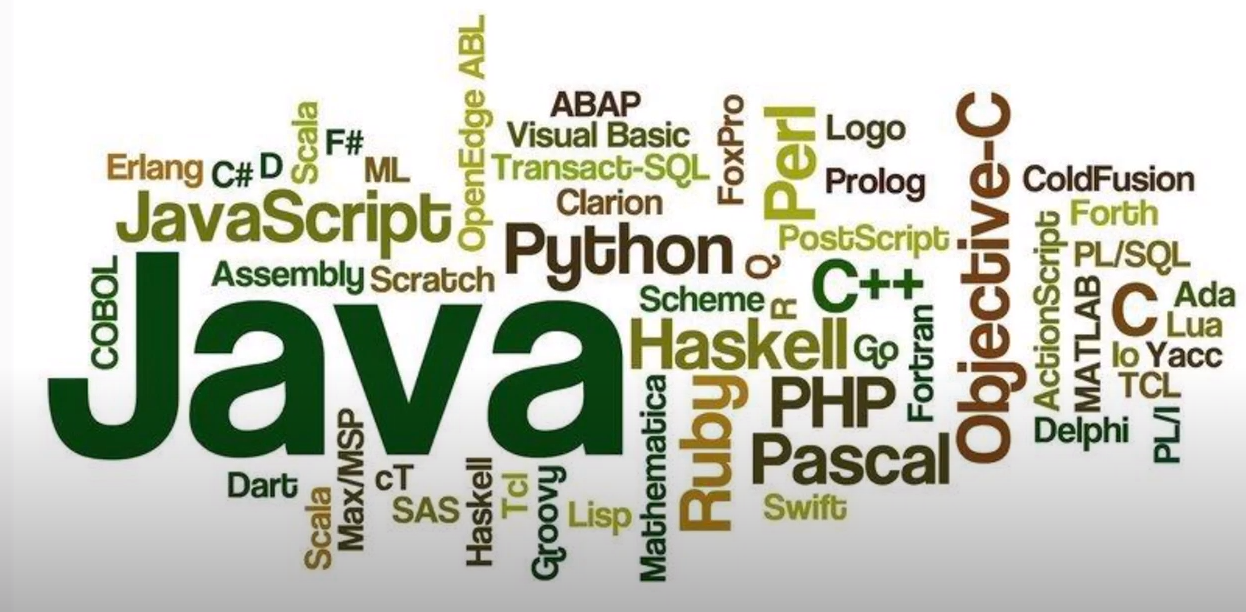 OpenEdge ABL
ABAP
Visual Basic
Transact-SQL
Clarion
FoxPro
Perl
Logo
Prolog
Objective-C
ColdFusion
Forth
PL/SQL
Erlang
C#
D
Scala
F#
ML
JavaScript
Python
Q
PostScript
C++
ActionScript
MATLAB
C
Ada
Lua
Io
Yacc
TCL
PL/I
Delphi
COBOL
Assembly
Scratch
Java
Scheme
R
Haskell
Go
Fortran
PHP
Pascal
Swift
Ruby
Mathematica
Dart
Scala
Max/MSP
cT
SAS
Haskell
Tcl
Groovy
Lisp